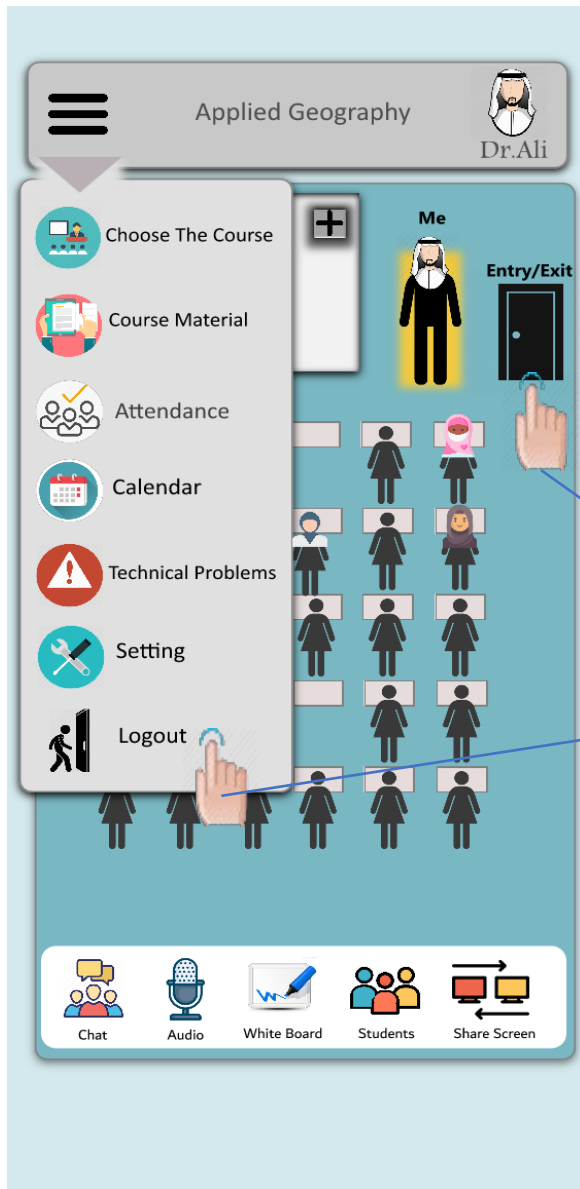 Applied Geography
Dr.Ali
Me
Entry/Exit
Choose The Course
Course Material
Attendance
Calendar
Technical Problems
Setting
Logout
Chat
Audio
White Board
Students
Share Screen